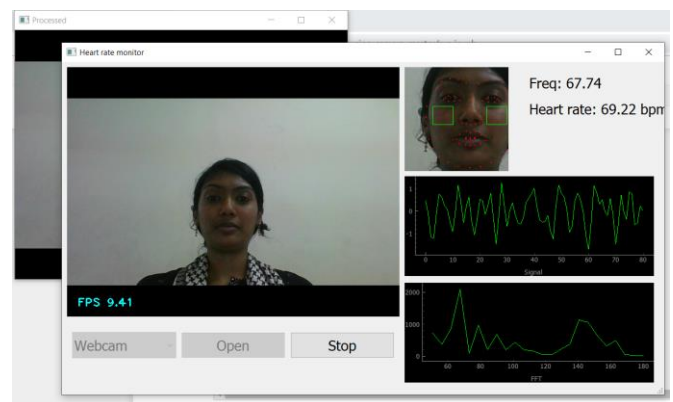 Processed
Heart rate monitor
Freq: 67.74
Heart rate: 69.22 bpm
1
0
-1
0 10 20 30 40 50 60 70 80
Signal
FPS 9.41
2000
1000
0
60 80 100 120 140 160 180
FFT
Webcam
Open
Stop